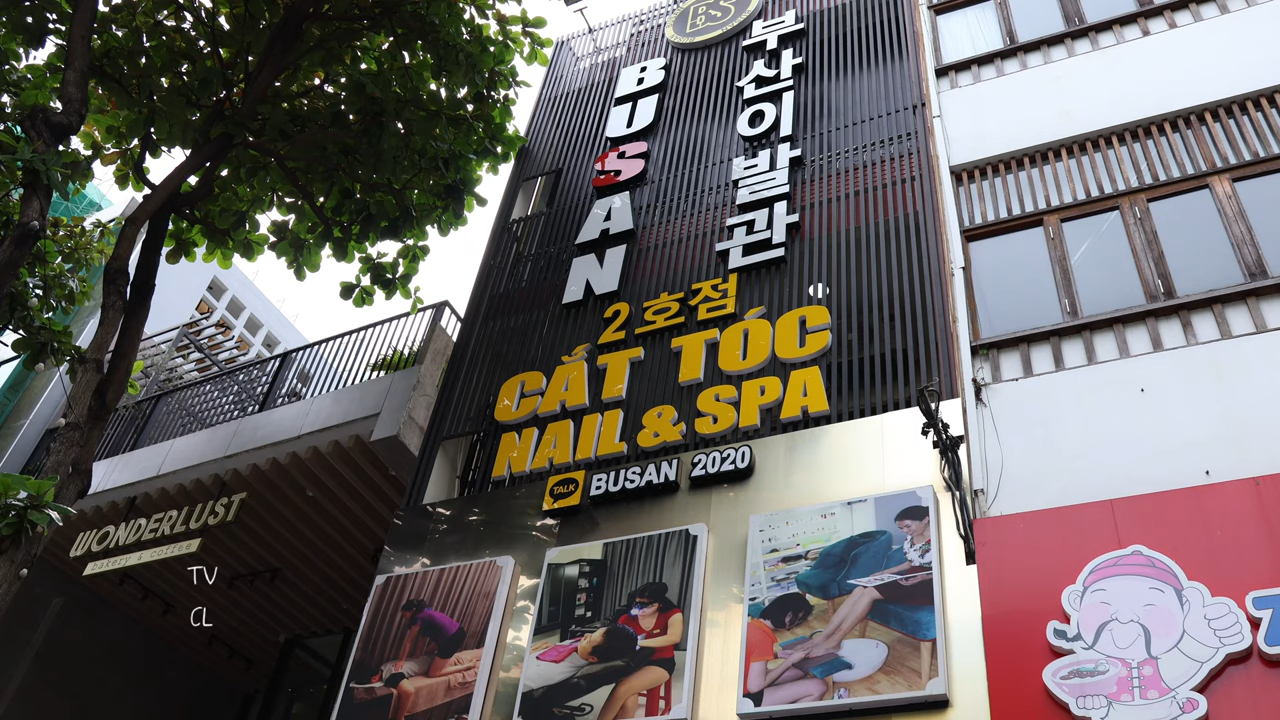 BSS
BUSAN
부산이발관
2호점
CẮT TÓC
NAIL & SPA
TALK
BUSAN 2020
WONDERLUST
bakery & coffee
TV
CL